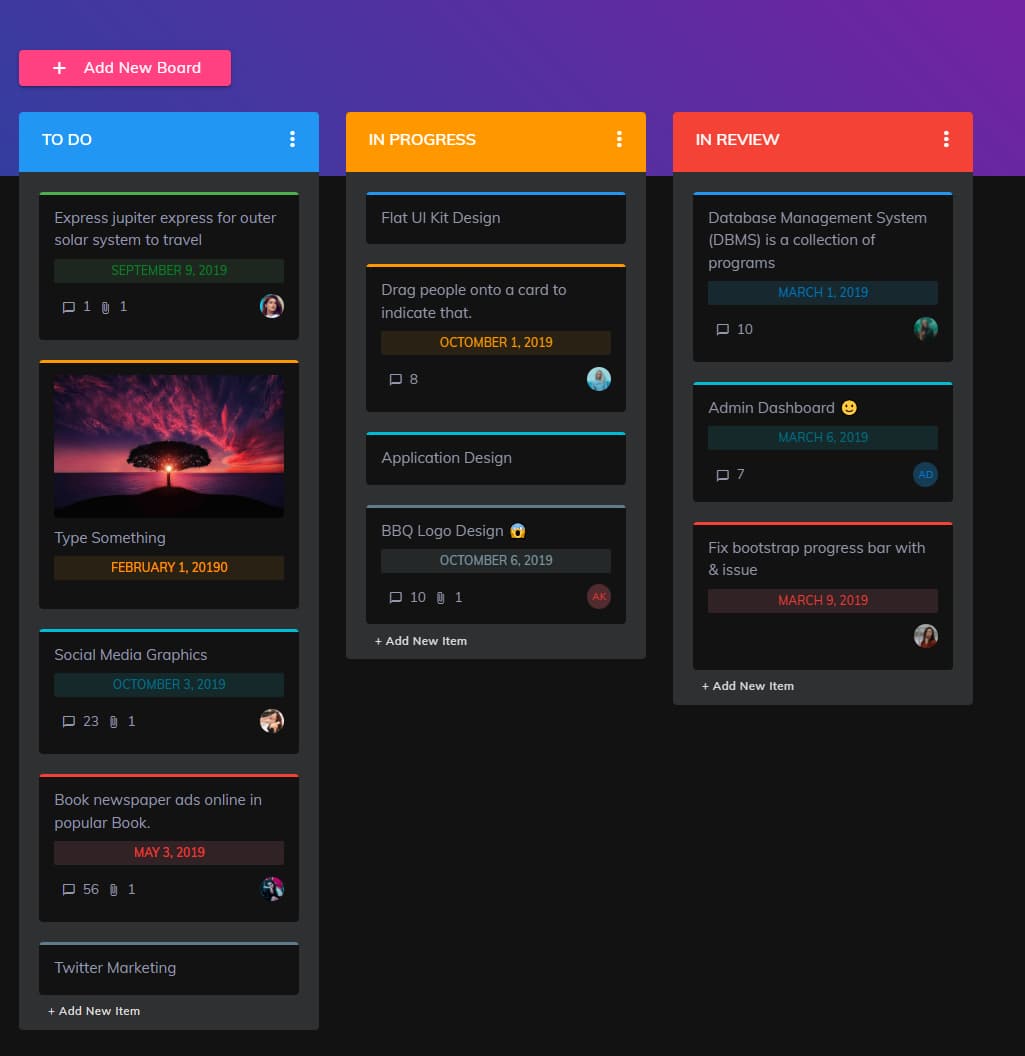 + Add New Board
TO DO
Express jupiter express for outer
solar system to travel
SEPTEMBER 9, 2019
1 1
Type Something
FEBRUARY 1, 20190
Social Media Graphics
OCTOMBER 3, 2019
23 1
Book newspaper ads online in
popular Book.
MAY 3, 2019
56 1
Twitter Marketing
+ Add New Item
IN PROGRESS
Flat UI Kit Design
Drag people onto a card to
indicate that.
OCTOMBER 1, 2019
8
Application Design
BBQ Logo Design 😱
OCTOMBER 6, 2019
10 1 AK
+ Add New Item
IN REVIEW
Database Management System
(DBMS) is a collection of
programs
MARCH 1, 2019
10
Admin Dashboard 🙂
MARCH 6, 2019
7 AD
Fix bootstrap progress bar with
& issue
MARCH 9, 2019
+ Add New Item